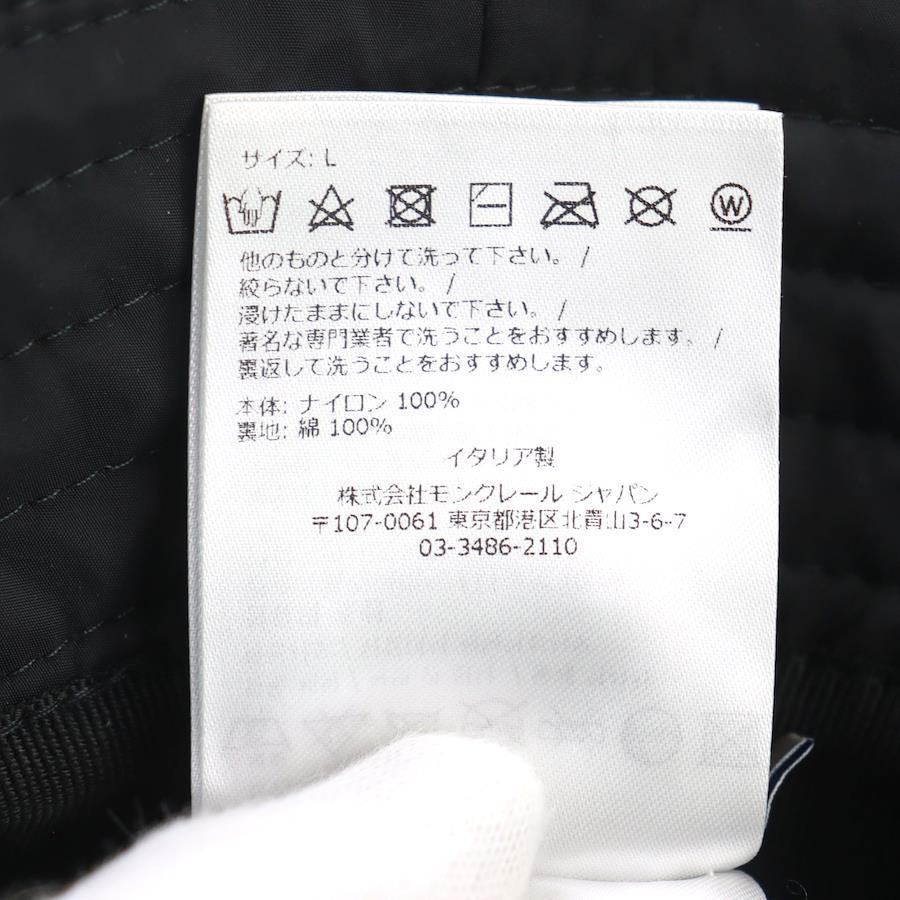 サイズ: L
W
他のものと分けて洗って下さい。 /
絞らないで下さい。 /
浸けたままにしないで下さい。 /
著名な専門業者で洗うことをおすすめします。 /
裏返して洗うことをおすすめします。
本体: ナイロン 100%
裏地: 綿 100%
イタリア製
株式会社モンクレール ジャパン
〒107-0061 東京都港区北青山3-6-7
03-3486-2110